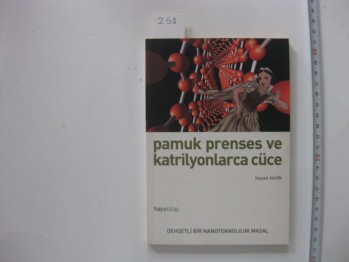 251
pamuk prenses ve
katrilyonlarca cüce
hayykitap
DEHŞETLİ BİR NANOTEKNOLOJİK MASAL